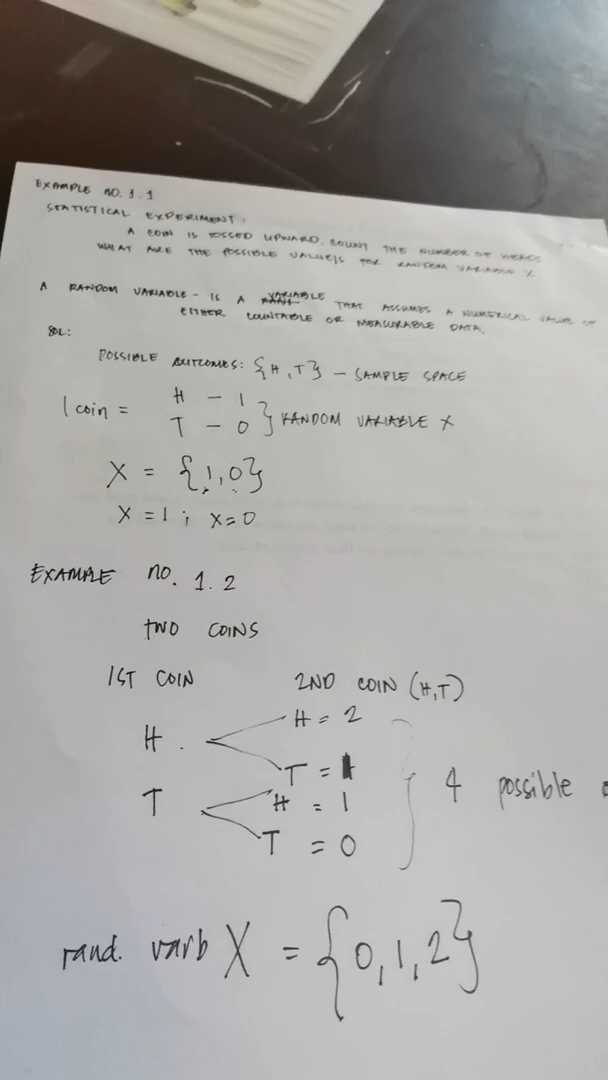 EXAMPLE NO. 1.1
STATISTICAL EXPERIMENT:
A COIN IS TOSSED UPWARD. COUNT THE NUMBER OF HEADS
WHAT ARE THE POSSIBLE VALUE/S FOR RANDOM VARIABLE X
A RANDOM VARIABLE - IS A VARIABLE THAT ASSUMES A NUMERICAL VALUE OF
EITHER COUNTABLE OR MEASURABLE DATA.
SOL:
POSSIBLE OUTCOMES: {H, T} - SAMPLE SPACE
1 coin = H - 1
T - 0 } RANDOM VARIABLE X
X = {1,0}
X = 1 ; X = 0
EXAMPLE NO. 1.2
TWO COINS
1ST COIN 2ND COIN (H,T)
H = 2
H
T = 1
T H = 1 4 possible
T = 0
rand. varb X = {0,1,2}